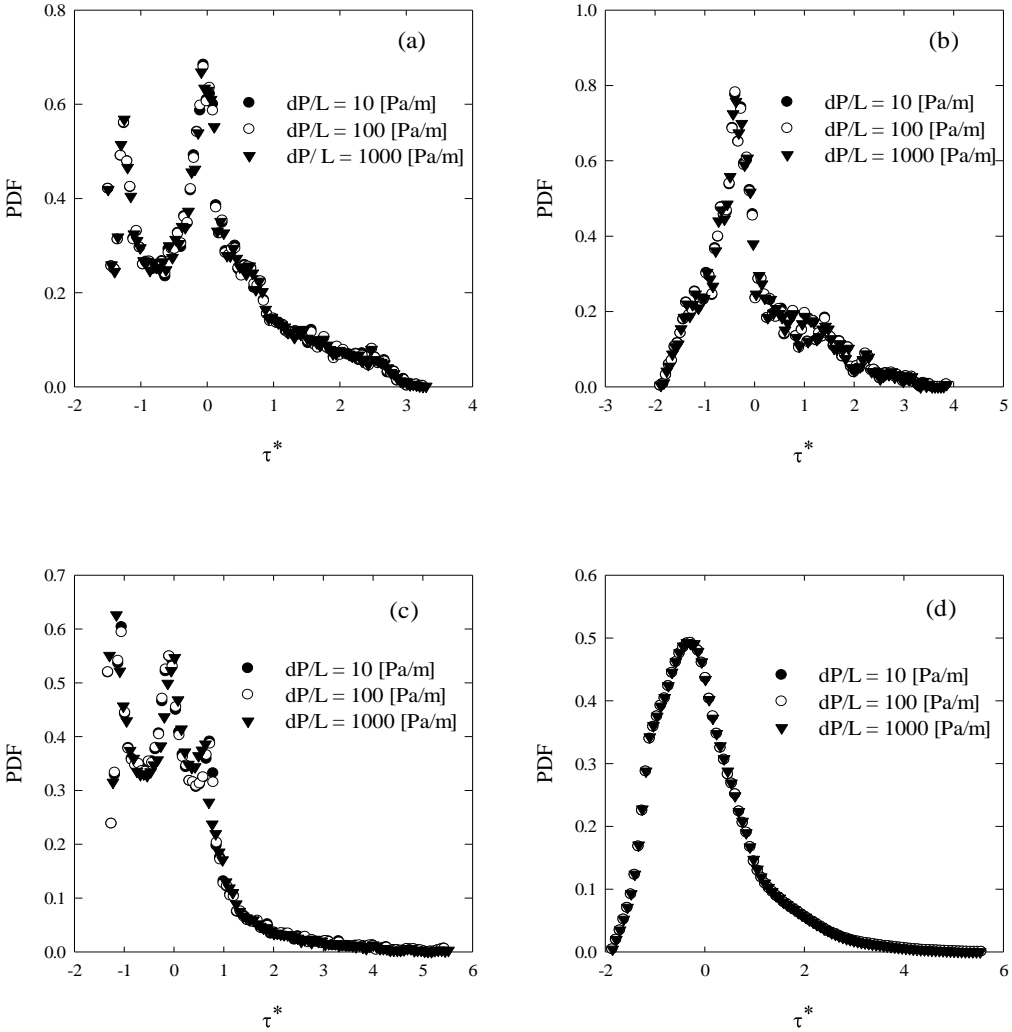 0.8
0.6
0.4
0.2
0.0
PDF
(a)
dP/L = 10 [Pa/m]
dP/L = 100 [Pa/m]
dP/ L = 1000 [Pa/m]
-2 -1 0 1 2 3 4
τ*
1.0
0.8
0.6
0.4
0.2
0.0
PDF
(b)
dP/L = 10 [Pa/m]
dP/L = 100 [Pa/m]
dP/L = 1000 [Pa/m]
-3 -2 -1 0 1 2 3 4 5
τ*
0.7
0.6
0.5
0.4
0.3
0.2
0.1
0.0
PDF
(c)
dP/L = 10 [Pa/m]
dP/L = 100 [Pa/m]
dP/L = 1000 [Pa/m]
-2 -1 0 1 2 3 4 5 6
τ*
0.6
0.5
0.4
0.3
0.2
0.1
0.0
PDF
(d)
dP/L = 10 [Pa/m]
dP/L = 100 [Pa/m]
dP/L = 1000 [Pa/m]
-2 0 2 4 6
τ*